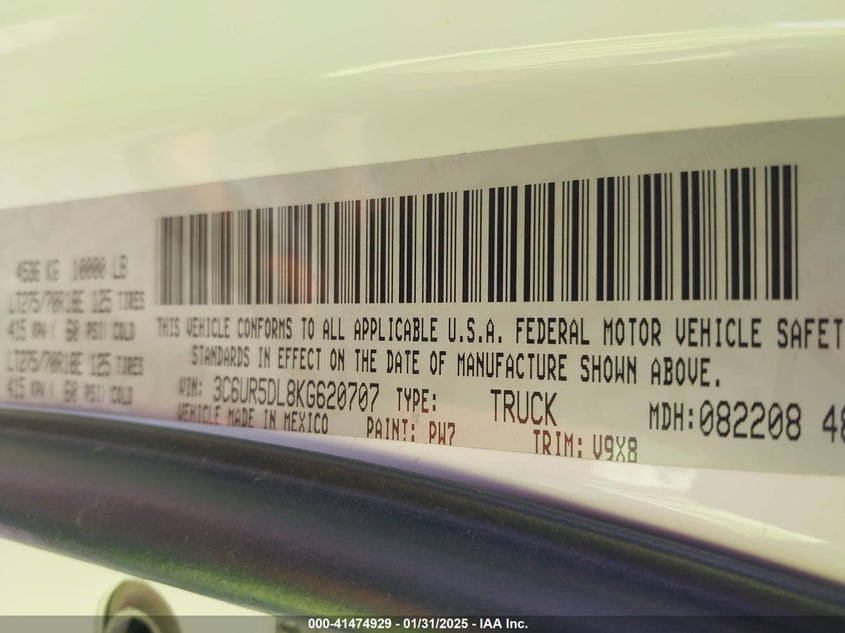 4536 KG 10000 LB
LT275/70R18E 125 TIRES
415 KPA ( 60 PSI) COLD
LT275/70R18E 125 TIRES
415 KPA ( 60 PSI) COLD
THIS VEHICLE CONFORMS TO ALL APPLICABLE U.S.A. FEDERAL MOTOR VEHICLE SAFET
STANDARDS IN EFFECT ON THE DATE OF MANUFACTURE SHOWN ABOVE.
VIN: 3C6UR5DL8KG620707 TYPE: TRUCK MDH:082208 48
VEHICLE MADE IN MEXICO PAINT: PW7 TRIM: V9X8
000-41474929 - 01/31/2025 - IAA Inc.